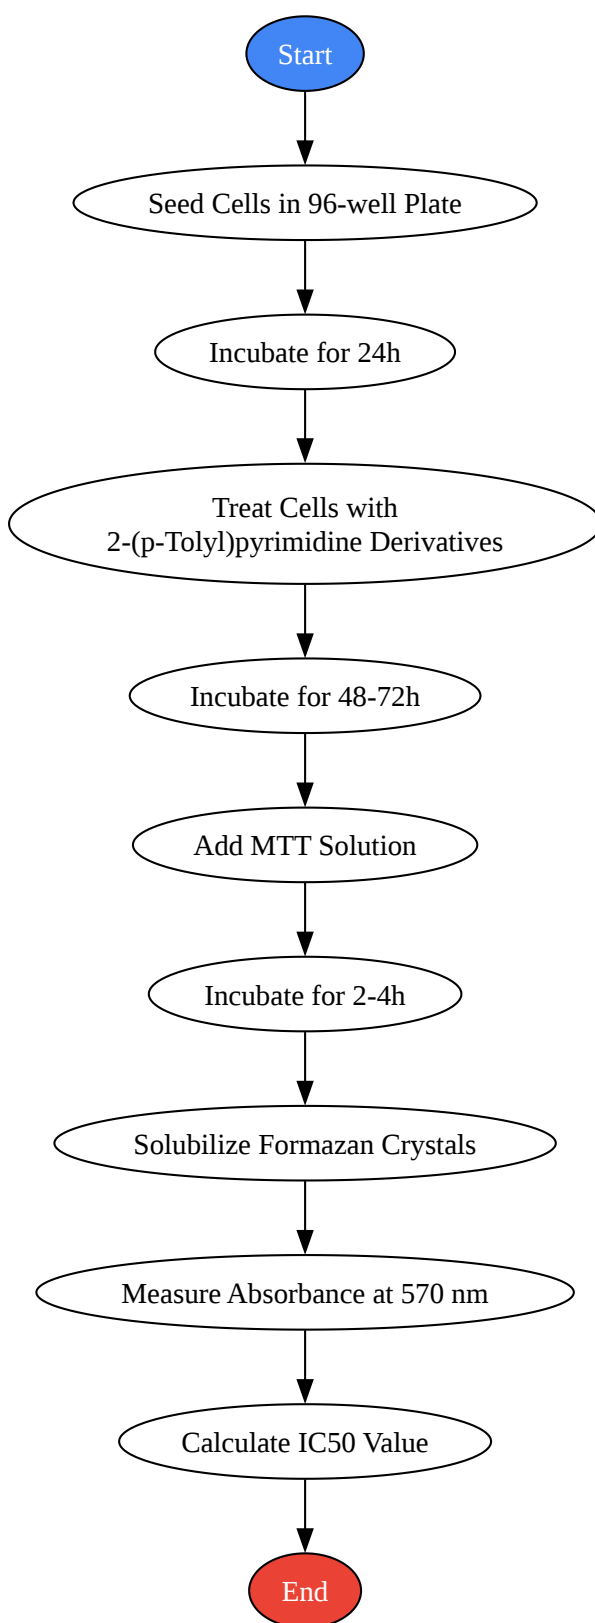 Start
Seed Cells in 96-well Plate
Incubate for 24h
Treat Cells with
2-(p-Tolyl)pyrimidine Derivatives
Incubate for 48-72h
Add MTT Solution
Incubate for 2-4h
Solubilize Formazan Crystals
Measure Absorbance at 570 nm
Calculate IC50 Value
End